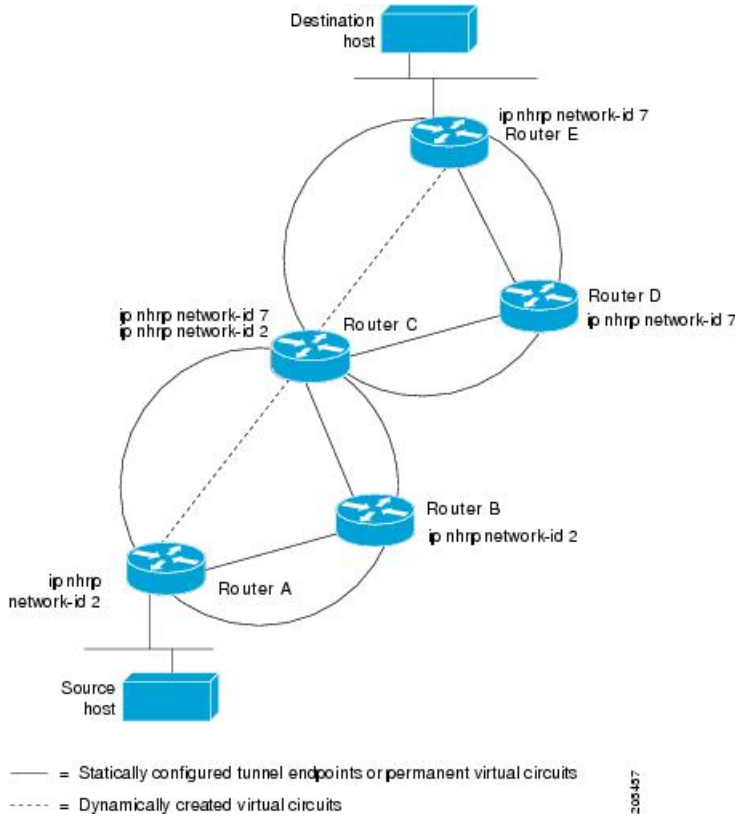 Destination
host
ip nhrp network-id 7
Router E
Router D
ip nhrp network-id 7
ip nhrp network-id 7
ip nhrp network-id 2
Router C
Router B
ip nhrp network-id 2
ip nhrp
network-id 2
Router A
Source
host
= Statically configured tunnel endpoints or permanent virtual circuits
= Dynamically created virtual circuits
205457